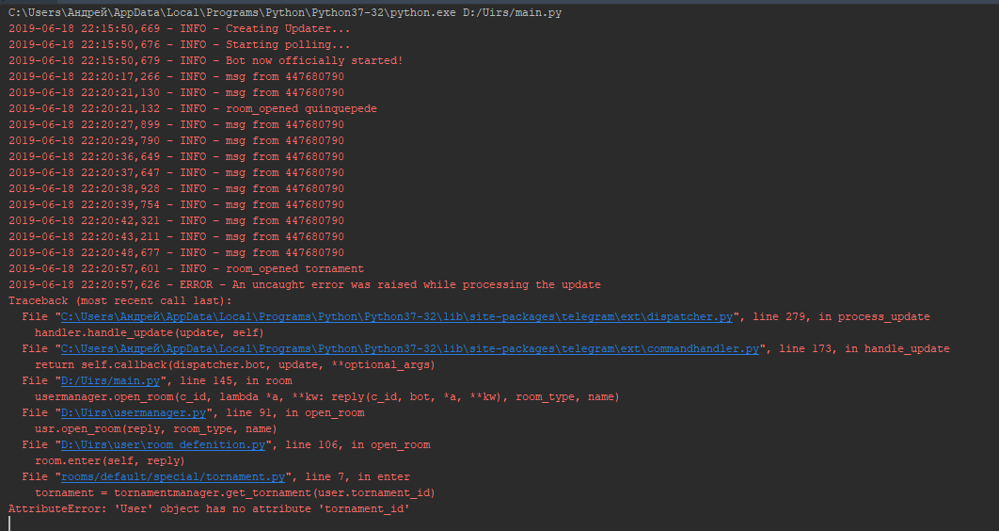 C:\Users\Андрей\AppData\Local\Programs\Python\Python37-32\python.exe D:/Uirs/main.py
2019-06-18 22:15:50,669 - INFO - Creating Updater...
2019-06-18 22:15:50,676 - INFO - Starting polling...
2019-06-18 22:15:50,679 - INFO - Bot now officially started!
2019-06-18 22:20:17,266 - INFO - msg from 447680790
2019-06-18 22:20:21,130 - INFO - msg from 447680790
2019-06-18 22:20:21,132 - INFO - room_opened quinquepede
2019-06-18 22:20:27,899 - INFO - msg from 447680790
2019-06-18 22:20:29,790 - INFO - msg from 447680790
2019-06-18 22:20:36,649 - INFO - msg from 447680790
2019-06-18 22:20:37,647 - INFO - msg from 447680790
2019-06-18 22:20:38,928 - INFO - msg from 447680790
2019-06-18 22:20:39,754 - INFO - msg from 447680790
2019-06-18 22:20:42,321 - INFO - msg from 447680790
2019-06-18 22:20:43,211 - INFO - msg from 447680790
2019-06-18 22:20:48,677 - INFO - msg from 447680790
2019-06-18 22:20:57,601 - INFO - room_opened tornament
2019-06-18 22:20:57,626 - ERROR - An uncaught error was raised while processing the update
Traceback (most recent call last):
  File "C:\Users\Андрей\AppData\Local\Programs\Python\Python37-32\lib\site-packages\telegram\ext\dispatcher.py", line 279, in process_update
    handler.handle_update(update, self)
  File "C:\Users\Андрей\AppData\Local\Programs\Python\Python37-32\lib\site-packages\telegram\ext\commandhandler.py", line 173, in handle_update
    return self.callback(dispatcher.bot, update, **optional_args)
  File "D:/Uirs/main.py", line 145, in room
    usermanager.open_room(c_id, lambda *a, **kw: reply(c_id, bot, *a, **kw), room_type, name)
  File "D:\Uirs\usermanager.py", line 91, in open_room
    usr.open_room(reply, room_type, name)
  File "D:\Uirs\user\room_defenition.py", line 106, in open_room
    room.enter(self, reply)
  File "rooms/default/special/tornament.py", line 7, in enter
    tornament = tornamentmanager.get_tornament(user.tornament_id)
AttributeError: 'User' object has no attribute 'tornament_id'